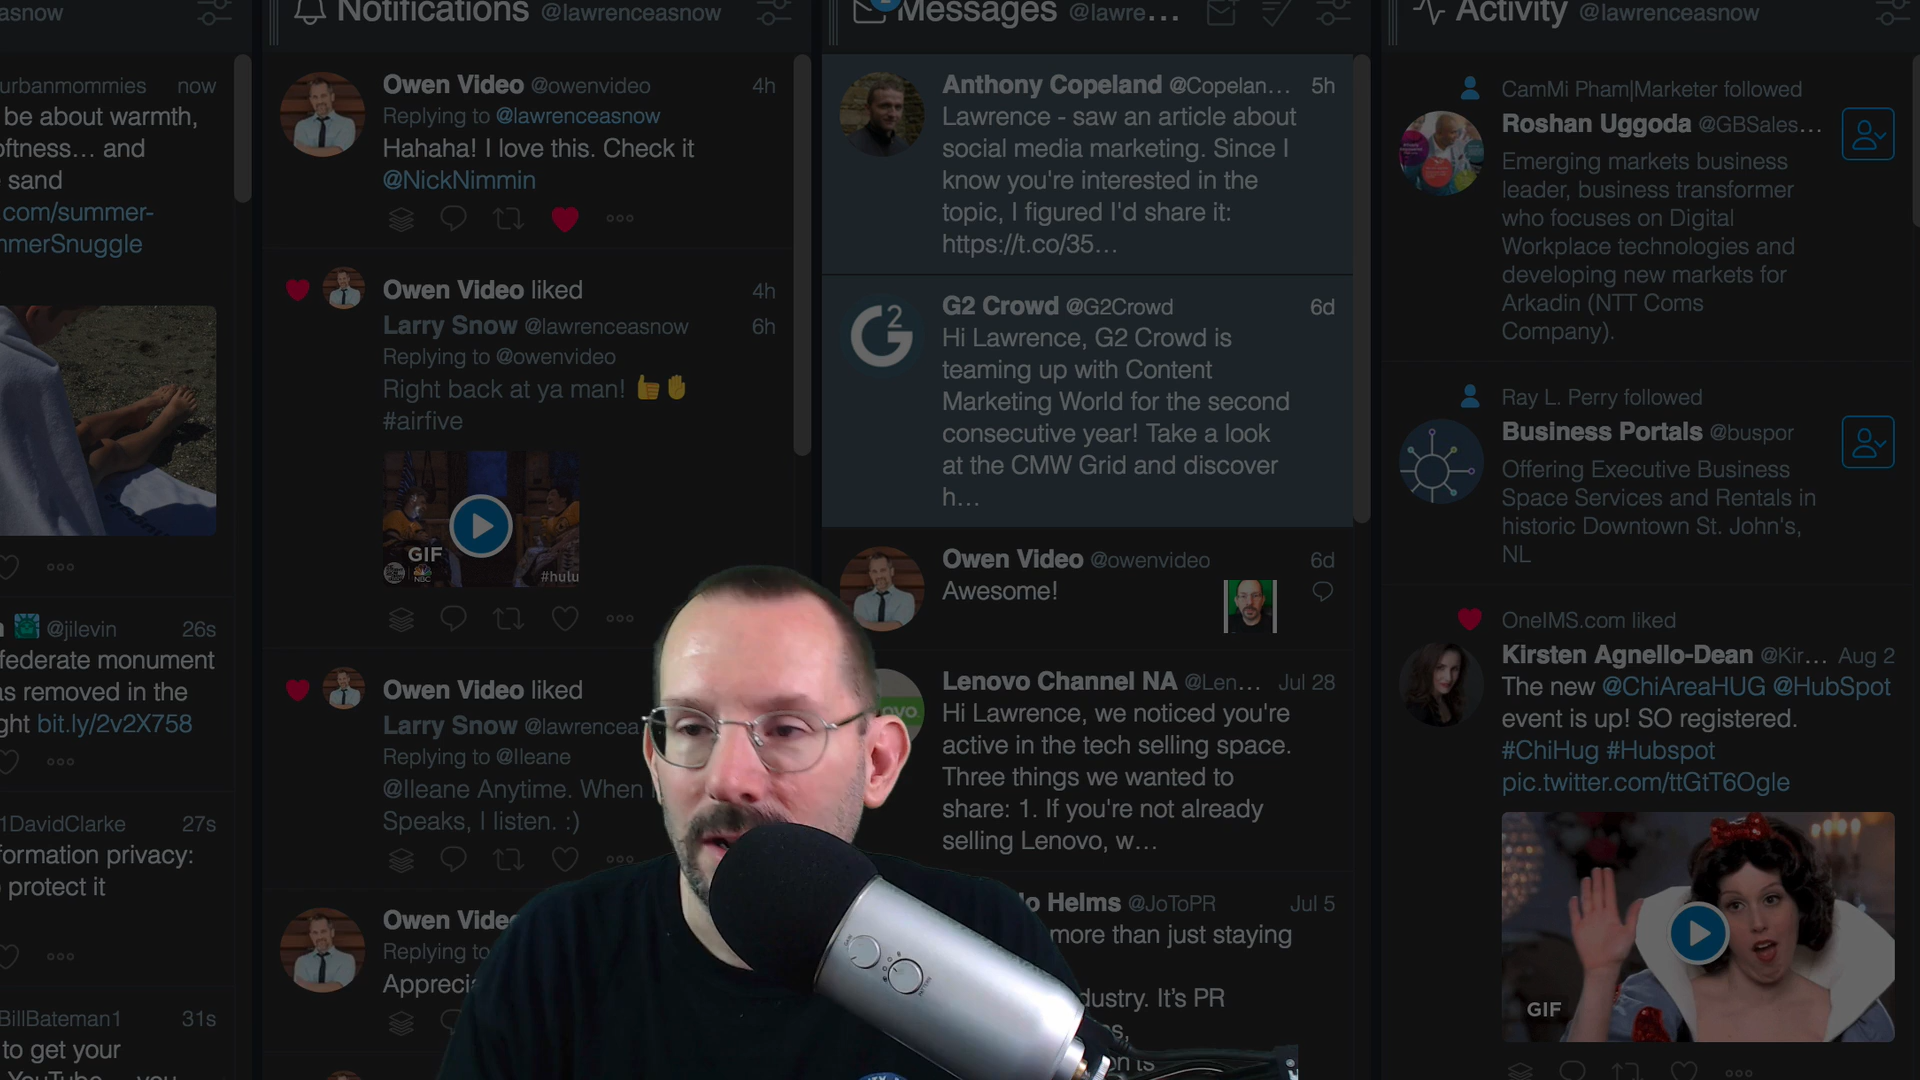 asnow
urbanmommies now
be about warmth,
oftness… and
sand
.com/summer-
mmerSnuggle
@jilevin 26s
federate monument
as removed in the
ght bit.ly/2v2X758
1DavidClarke 27s
formation privacy:
protect it
BillBateman1 31s
to get your
YouTube... you
Notifications @lawrenceasnow
Owen Video @owenvideo 4h
Replying to @lawrenceasnow
Hahaha! I love this. Check it
@NickNimmin
Owen Video liked 4h
Larry Snow @lawrenceasnow 6h
Replying to @owenvideo
Right back at ya man! 👍✋
#airfive
GIF
NBC
#hulu
Owen Video liked
Larry Snow @lawrencea
Replying to @Ileane
@Ileane Anytime. When
Speaks, I listen. :)
Owen Vide
Replying to
Apprecia
Messages @lawre…
Anthony Copeland @Copelan… 5h
Lawrence - saw an article about
social media marketing. Since I
know you're interested in the
topic, I figured I'd share it:
https://t.co/35…
G2 Crowd @G2Crowd 6d
Hi Lawrence, G2 Crowd is
teaming up with Content
Marketing World for the second
consecutive year! Take a look
at the CMW Grid and discover
h…
Owen Video @owenvideo 6d
Awesome!
Lenovo Channel NA @Len… Jul 28
Hi Lawrence, we noticed you're
active in the tech selling space.
Three things we wanted to
share: 1. If you're not already
selling Lenovo, w…
Jo Helms @JoToPR Jul 5
more than just staying
dustry. It's PR
Activity @lawrenceasnow
CamMi Pham|Marketer followed
Roshan Uggoda @GBSales…
Emerging markets business
leader, business transformer
who focuses on Digital
Workplace technologies and
developing new markets for
Arkadin (NTT Coms
Company).
Ray L. Perry followed
Business Portals @buspor
Offering Executive Business
Space Services and Rentals in
historic Downtown St. John's,
NL
OneIMS.com liked
Kirsten Agnello-Dean @Kir… Aug 2
The new @ChiAreaHUG @HubSpot
event is up! SO registered.
#ChiHug #Hubspot
pic.twitter.com/ttGtT6Ogle
GIF